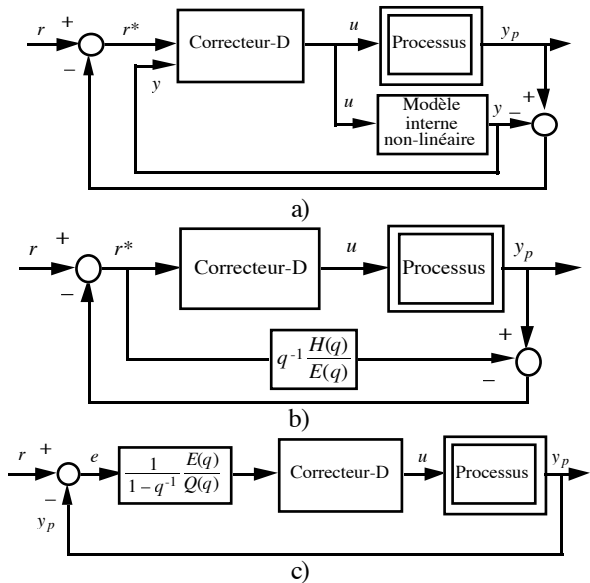 r + r* Correcteur-D u Processus y_p
− y + 
u Modèle interne non-linéaire y −
a)
r + r* Correcteur-D u Processus y_p
− +
q⁻¹ H(q)/E(q) −
b)
r + e 1/(1 − q⁻¹) E(q)/Q(q) Correcteur-D u Processus y_p
−
y_p
c)